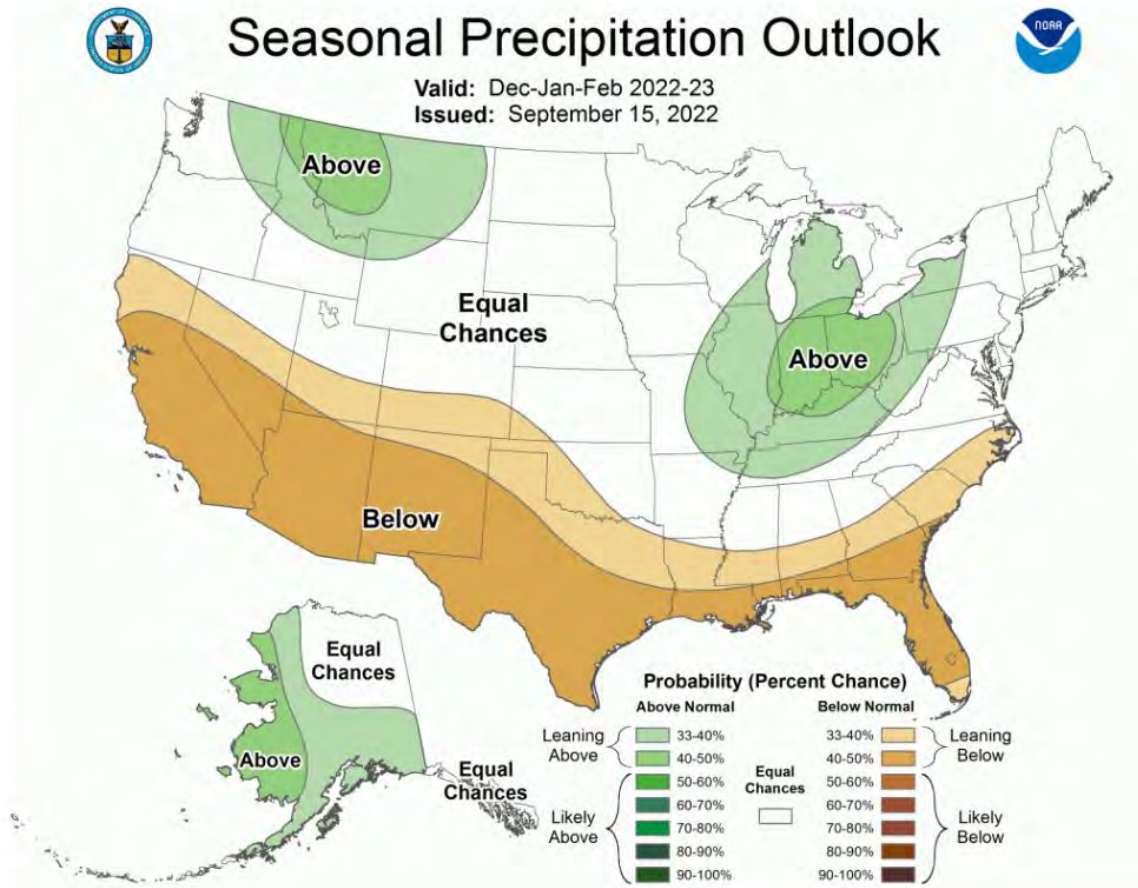 Seasonal Precipitation Outlook
NOAA
Valid: Dec-Jan-Feb 2022-23
Issued: September 15, 2022
Above
Equal
Chances
Above
Below
Equal
Chances
Above
Equal
Chances
Probability (Percent Chance)
Above Normal
Below Normal
Leaning
Above
33-40%
40-50%
50-60%
60-70%
70-80%
80-90%
90-100%
Likely
Above
Equal
Chances
33-40%
40-50%
50-60%
60-70%
70-80%
80-90%
90-100%
Leaning
Below
Likely
Below